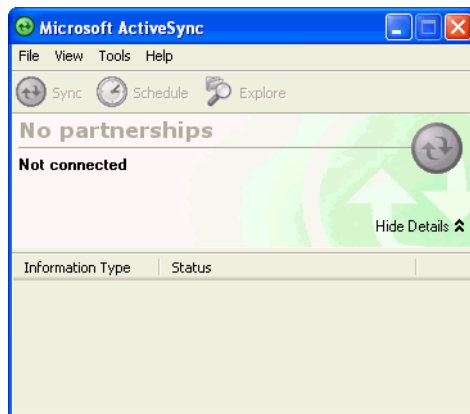 Microsoft ActiveSync
File View Tools Help
Sync Schedule Explore
No partnerships
Not connected
Hide Details
Information Type Status